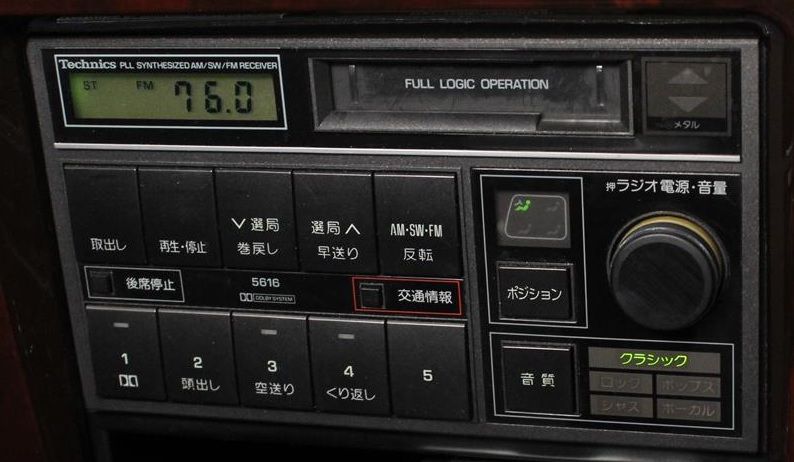 Technics PLL SYNTHESIZED AM/SW/FM RECEIVER
ST FM 76.0
FULL LOGIC OPERATION
メタル
押ラジオ電源・音量
取出し
再生・停止
選局
巻戻し
選局
早送り
AM・SW・FM
反転
後席停止
5616
DOLBY SYSTEM
交通情報
ポジション
1
2
頭出し
3
空送り
4
くり返し
5
音質
クラシック
ロック ポップス
ジャズ ボーカル